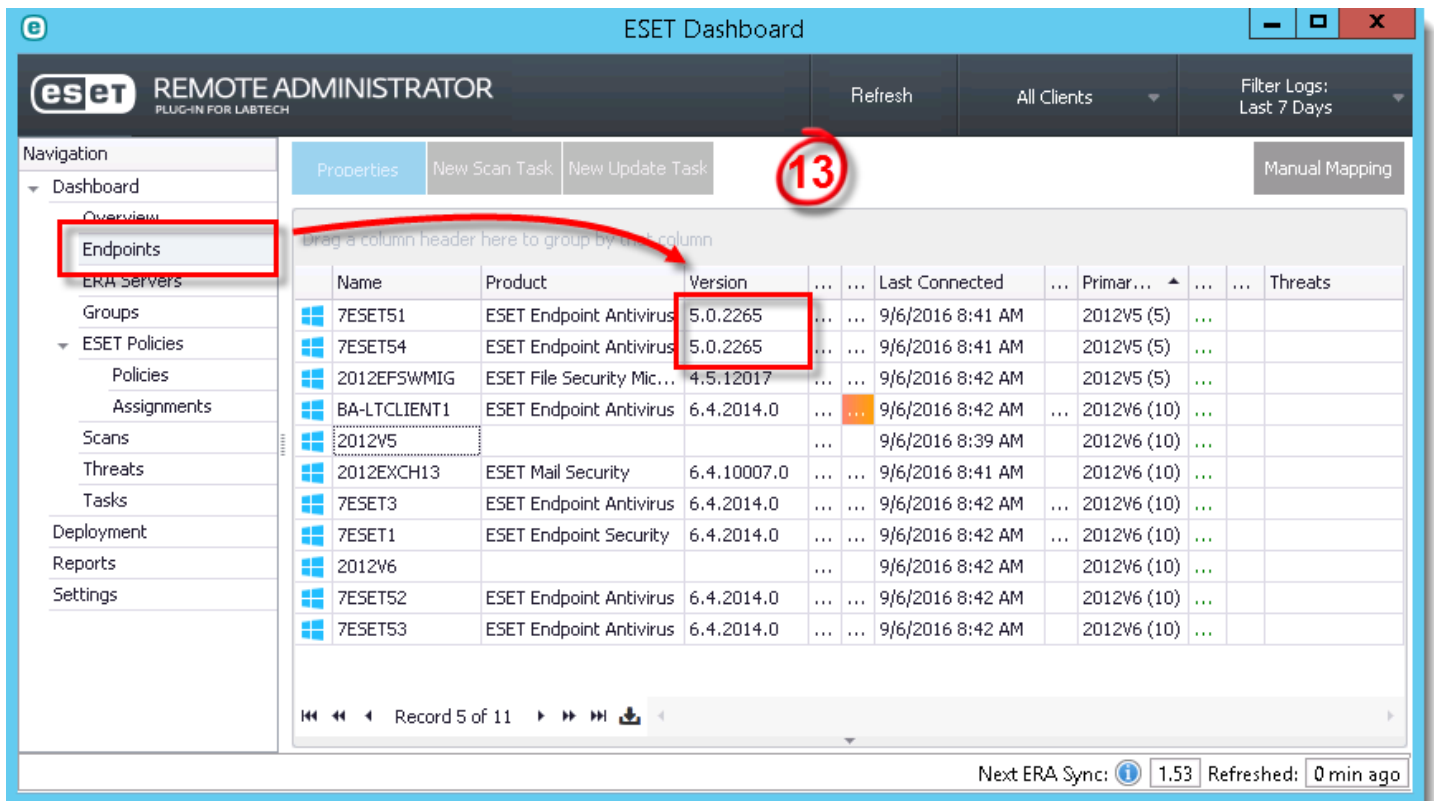 ESET Dashboard
eset REMOTE ADMINISTRATOR
PLUG-IN FOR LABTECH
Refresh
All Clients
Filter Logs:
Last 7 Days
Navigation
Dashboard
Overview
Endpoints
ERA Servers
Groups
ESET Policies
Policies
Assignments
Scans
Threats
Tasks
Deployment
Reports
Settings
Properties New Scan Task New Update Task 13 Manual Mapping
Drag a column header here to group by that column
Name Product Version ... ... Last Connected ... Primar... ... ... Threats
7ESET51 ESET Endpoint Antivirus 5.0.2265 ... ... 9/6/2016 8:41 AM 2012V5 (5) ...
7ESET54 ESET Endpoint Antivirus 5.0.2265 ... ... 9/6/2016 8:41 AM 2012V5 (5) ...
2012EFSWMIG ESET File Security Mic... 4.5.12017 ... ... 9/6/2016 8:42 AM 2012V5 (5) ...
BA-LTCLIENT1 ESET Endpoint Antivirus 6.4.2014.0 ... ... 9/6/2016 8:42 AM ... 2012V6 (10) ...
2012V5 ... 9/6/2016 8:39 AM 2012V6 (10) ...
2012EXCH13 ESET Mail Security 6.4.10007.0 ... ... 9/6/2016 8:41 AM 2012V6 (10) ...
7ESET3 ESET Endpoint Antivirus 6.4.2014.0 ... ... 9/6/2016 8:42 AM ... 2012V6 (10) ...
7ESET1 ESET Endpoint Security 6.4.2014.0 ... ... 9/6/2016 8:42 AM ... 2012V6 (10) ...
2012V6 ... 9/6/2016 8:42 AM 2012V6 (10) ...
7ESET52 ESET Endpoint Antivirus 6.4.2014.0 ... ... 9/6/2016 8:42 AM 2012V6 (10) ...
7ESET53 ESET Endpoint Antivirus 6.4.2014.0 ... ... 9/6/2016 8:42 AM 2012V6 (10) ...
Record 5 of 11
Next ERA Sync: 1.53 Refreshed: 0 min ago